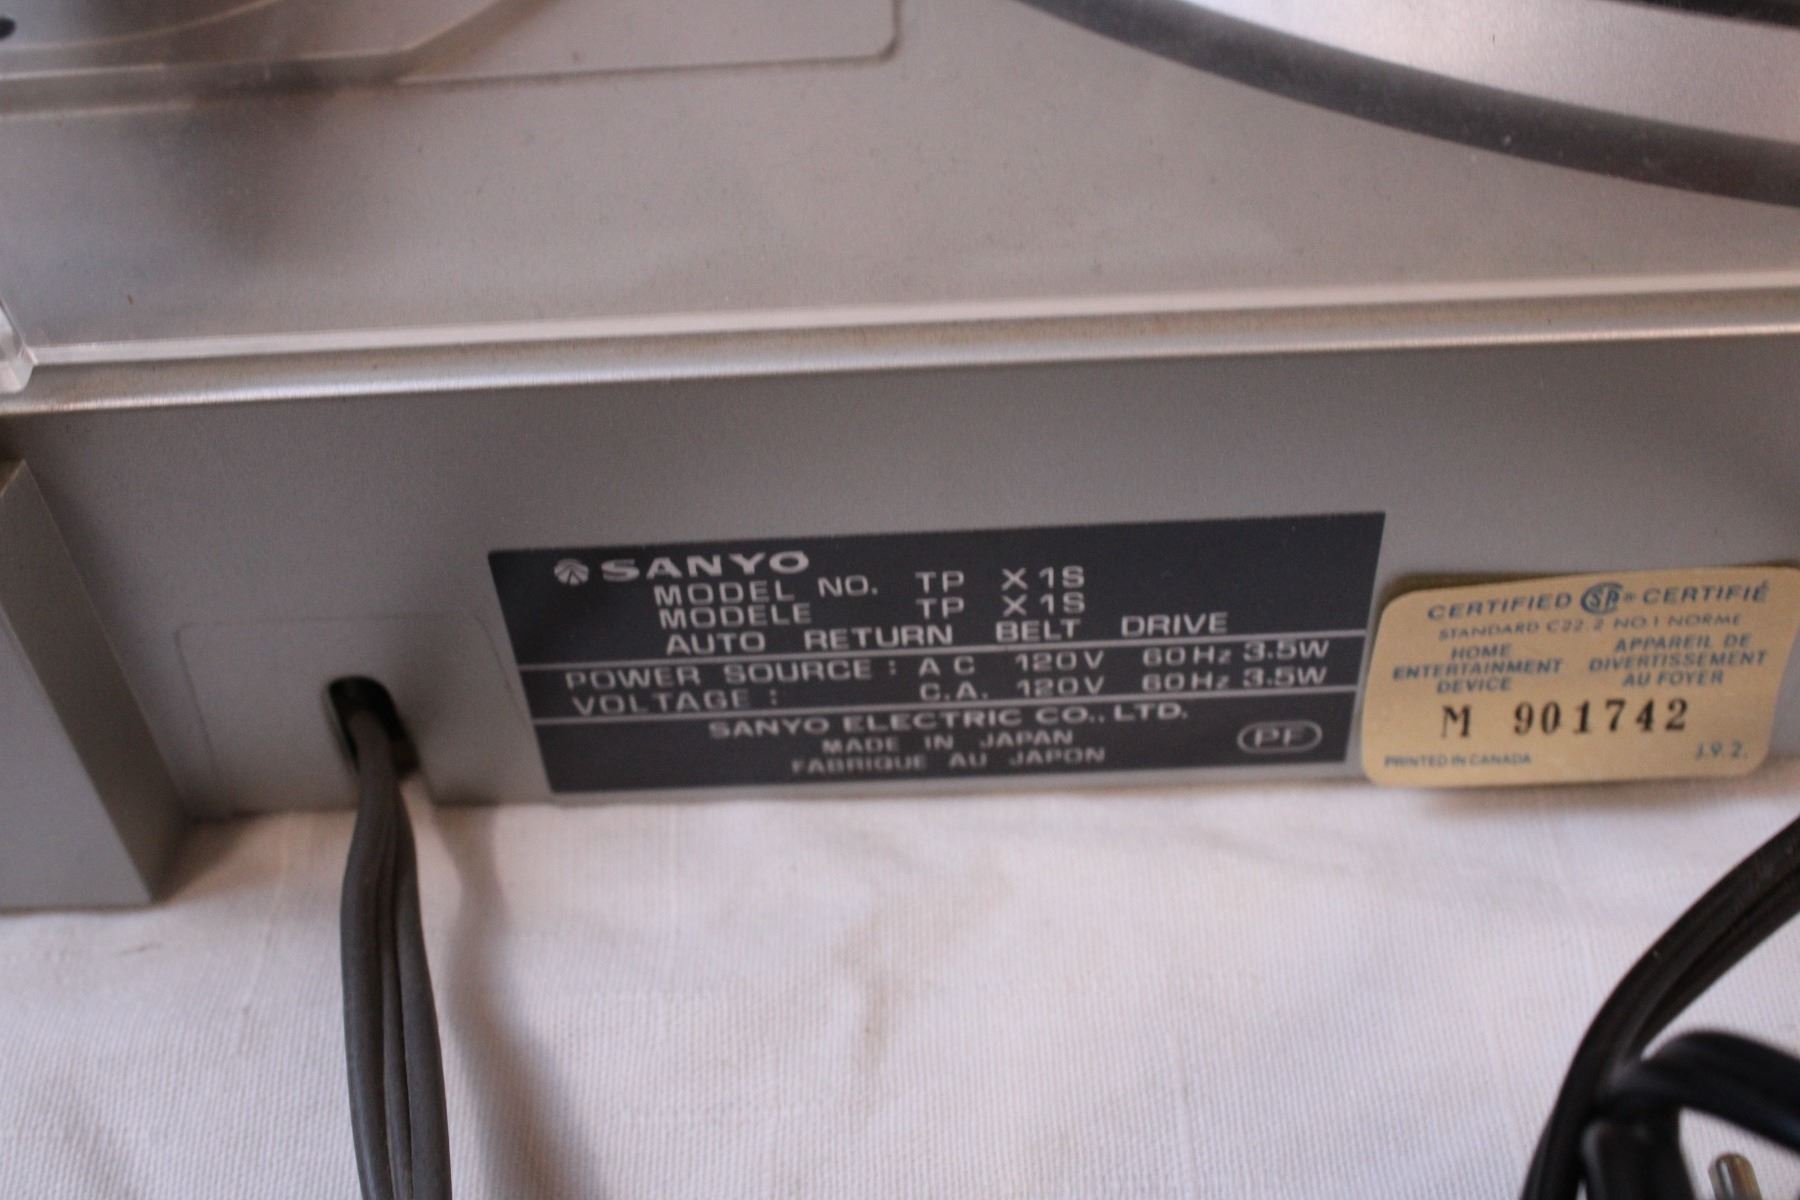 SANYO
MODEL NO. TP X1S
MODELE TP X1S
AUTO RETURN BELT DRIVE
POWER SOURCE : AC 120V 60Hz 3.5W
VOLTAGE : C.A. 120V 60Hz 3.5W
SANYO ELECTRIC CO., LTD.
MADE IN JAPAN
FABRIQUE AU JAPON
PF
CERTIFIED SP® CERTIFIÉ
STANDARD C22.2 NO.1 NORME
HOME ENTERTAINMENT DEVICE
APPAREIL DE DIVERTISSEMENT AU FOYER
M 901742
PRINTED IN CANADA J.9.2.